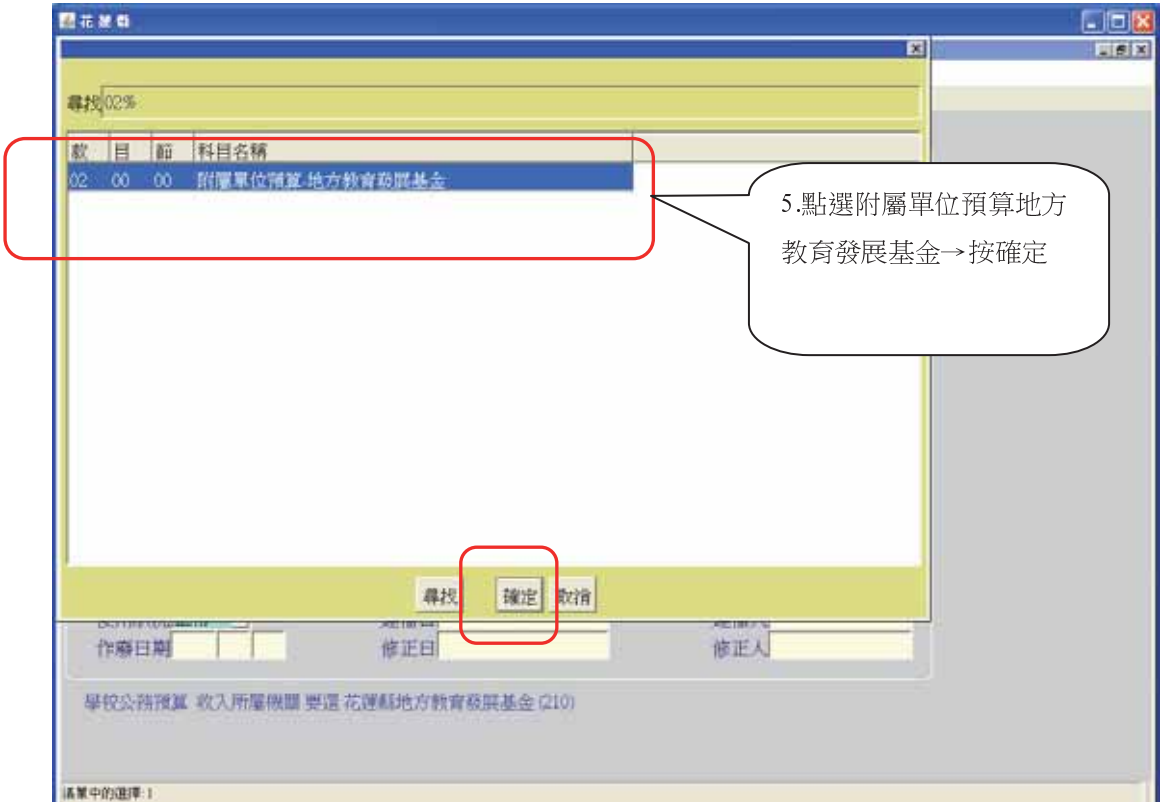 花蓮縣
尋找 02%
款 目 節 科目名稱
02 00 00 附屬單位預算-地方教育發展基金
5.點選附屬單位預算地方
教育發展基金→按確定
尋找 確定 取消
作廢日期 修正日 修正人
學校公務預算 收入所屬機關 要選 花蓮縣地方教育發展基金 (210)
清單中的選擇: 1